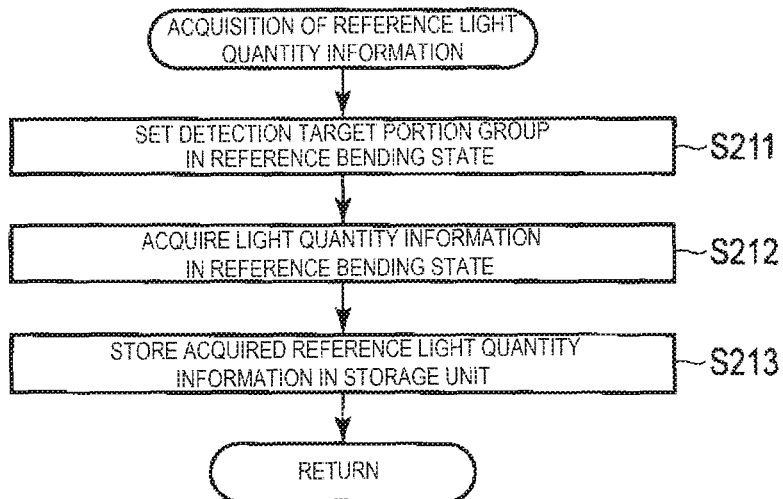 ACQUISITION OF REFERENCE LIGHT
QUANTITY INFORMATION
SET DETECTION TARGET PORTION GROUP
IN REFERENCE BENDING STATE
S211
ACQUIRE LIGHT QUANTITY INFORMATION
IN REFERENCE BENDING STATE
S212
STORE ACQUIRED REFERENCE LIGHT QUANTITY
INFORMATION IN STORAGE UNIT
S213
RETURN